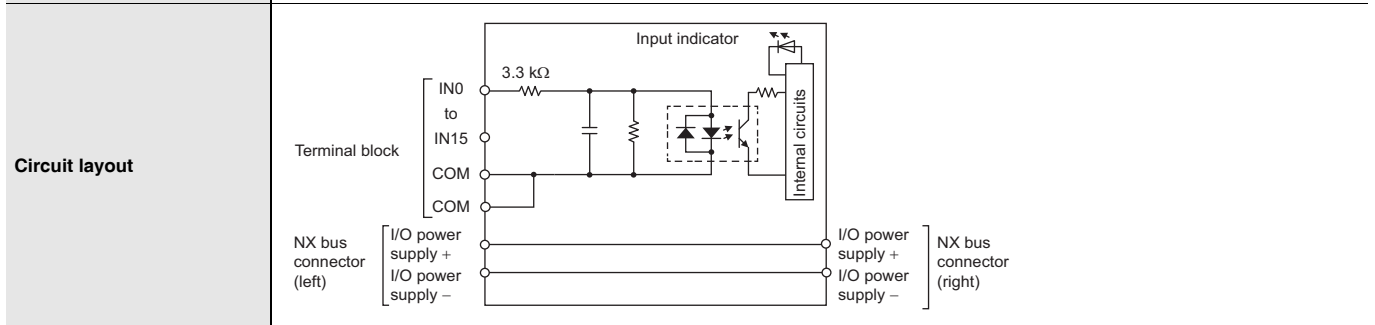 Circuit layout
Input indicator
3.3 kΩ
Terminal block
IN0
to
IN15
COM
COM
Internal circuits
NX bus
connector
(left)
I/O power
supply +
I/O power
supply −
I/O power
supply +
I/O power
supply −
NX bus
connector
(right)